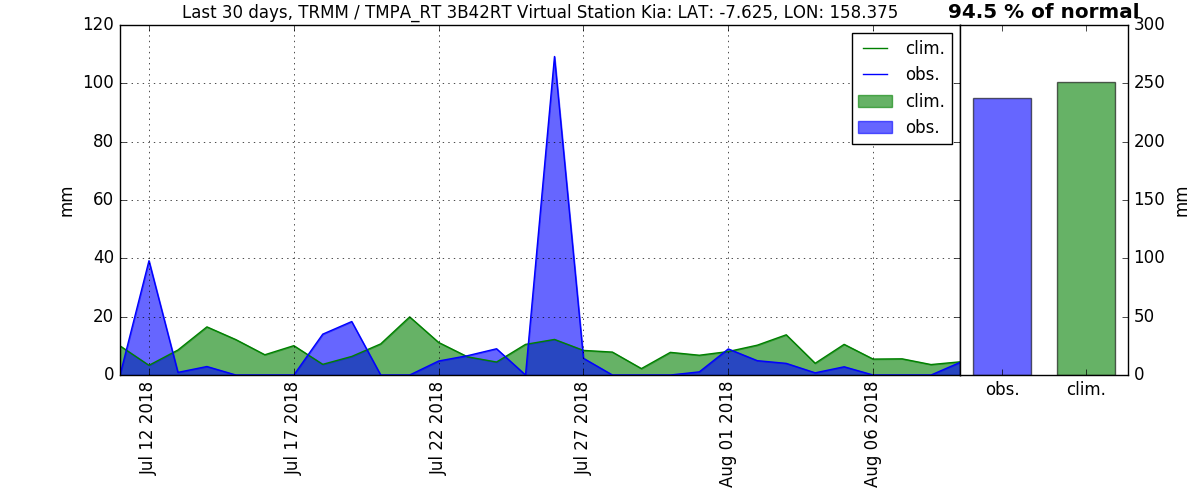 Last 30 days, TRMM / TMPA_RT 3B42RT Virtual Station Kia: LAT: -7.625, LON: 158.375
94.5 % of normal
120
100
80
60
40
20
0
mm
clim.
obs.
clim.
obs.
Jul 12 2018
Jul 17 2018
Jul 22 2018
Jul 27 2018
Aug 01 2018
Aug 06 2018
300
250
200
150
100
50
0
mm
obs.
clim.